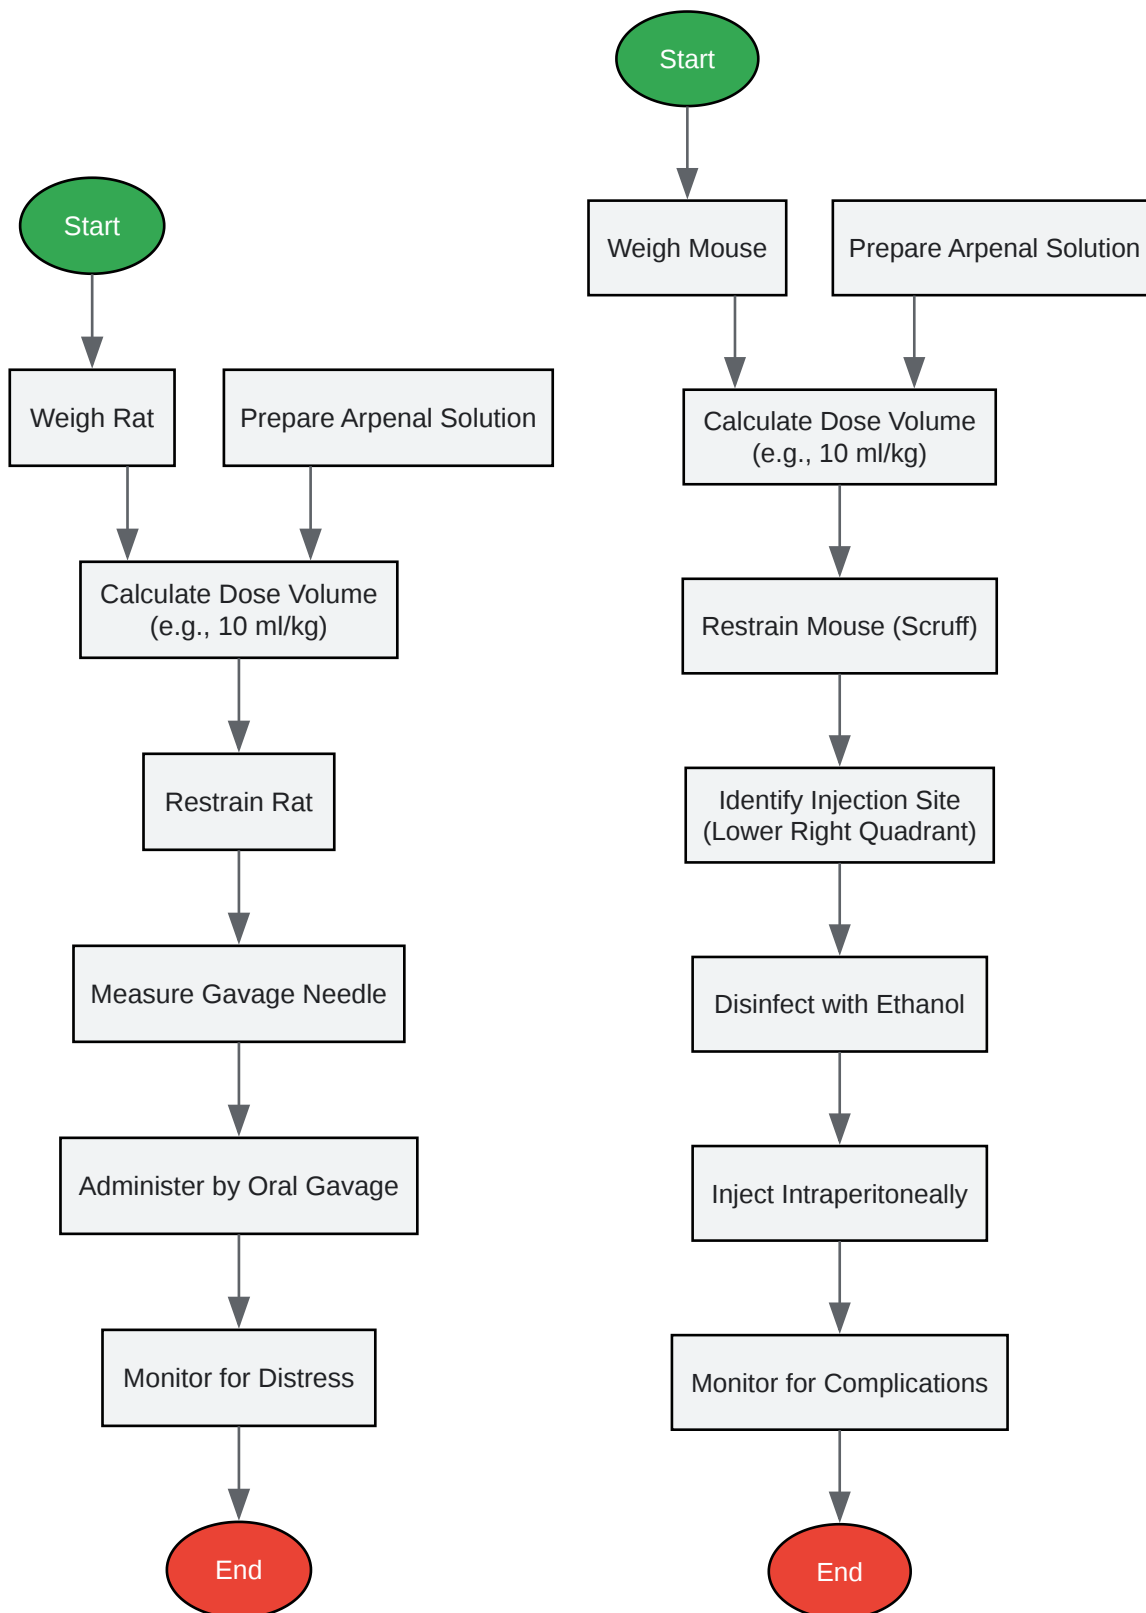 Start
Weigh Rat
Prepare Arpenal Solution
Calculate Dose Volume
(e.g., 10 ml/kg)
Restrain Rat
Measure Gavage Needle
Administer by Oral Gavage
Monitor for Distress
End
Start
Weigh Mouse
Prepare Arpenal Solution
Calculate Dose Volume
(e.g., 10 ml/kg)
Restrain Mouse (Scruff)
Identify Injection Site
(Lower Right Quadrant)
Disinfect with Ethanol
Inject Intraperitoneally
Monitor for Complications
End